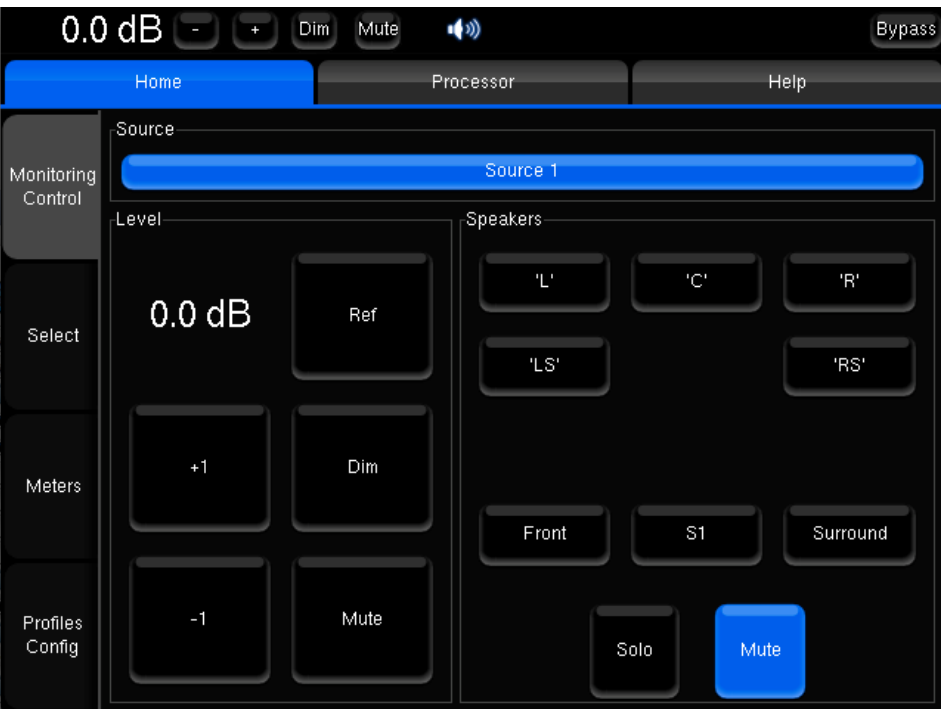 0.0 dB - + Dim Mute Bypass
Home Processor Help
Monitoring
Control
Source
Source 1
Level
Speakers
0.0 dB
Ref
'L' 'C' 'R'
Select
'LS' 'RS'
+1
Dim
Meters
Front S1 Surround
-1
Mute
Profiles
Config
Solo
Mute